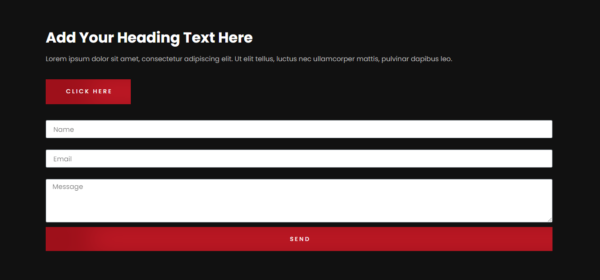 Add Your Heading Text Here
Lorem ipsum dolor sit amet, consectetur adipiscing elit. Ut elit tellus, luctus nec ullamcorper mattis, pulvinar dapibus leo.
CLICK HERE
Name
Email
Message
SEND